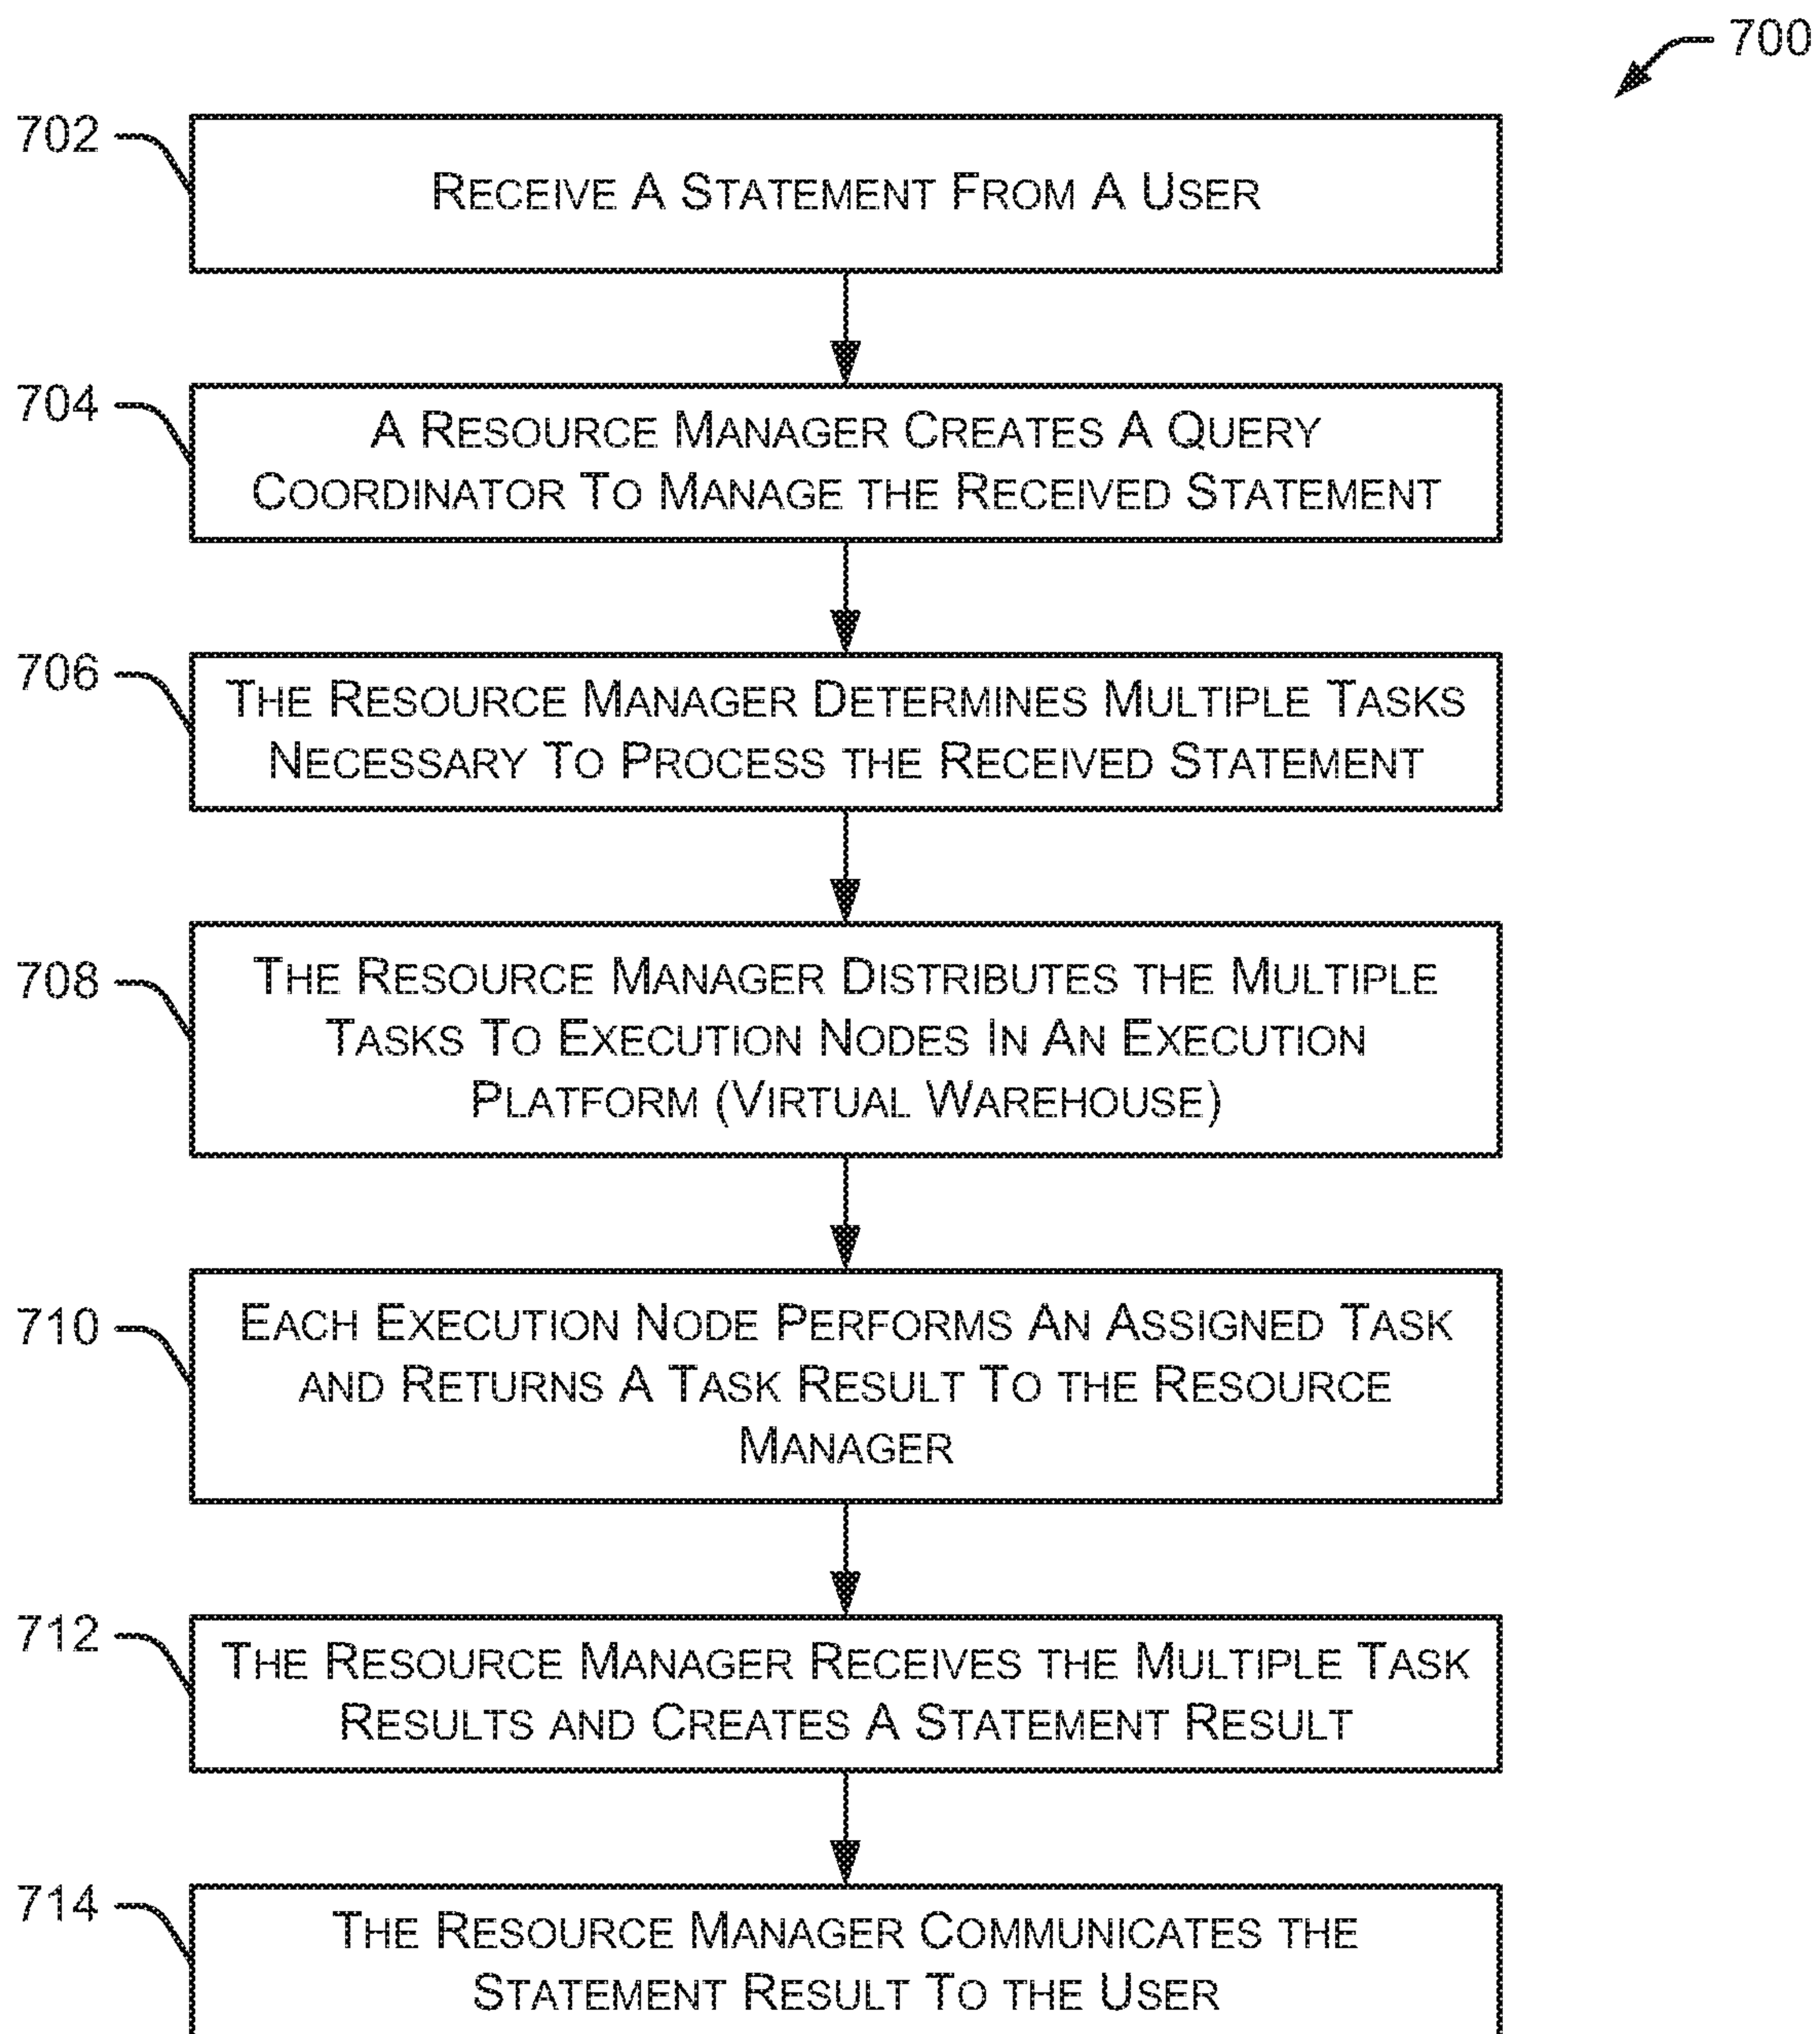 700
702
RECEIVE A STATEMENT FROM A USER
704
A RESOURCE MANAGER CREATES A QUERY
COORDINATOR TO MANAGE THE RECEIVED STATEMENT
706
THE RESOURCE MANAGER DETERMINES MULTIPLE TASKS
NECESSARY TO PROCESS THE RECEIVED STATEMENT
708
THE RESOURCE MANAGER DISTRIBUTES THE MULTIPLE
TASKS TO EXECUTION NODES IN AN EXECUTION
PLATFORM (VIRTUAL WAREHOUSE)
710
EACH EXECUTION NODE PERFORMS AN ASSIGNED TASK
AND RETURNS A TASK RESULT TO THE RESOURCE
MANAGER
712
THE RESOURCE MANAGER RECEIVES THE MULTIPLE TASK
RESULTS AND CREATES A STATEMENT RESULT
714
THE RESOURCE MANAGER COMMUNICATES THE
STATEMENT RESULT TO THE USER